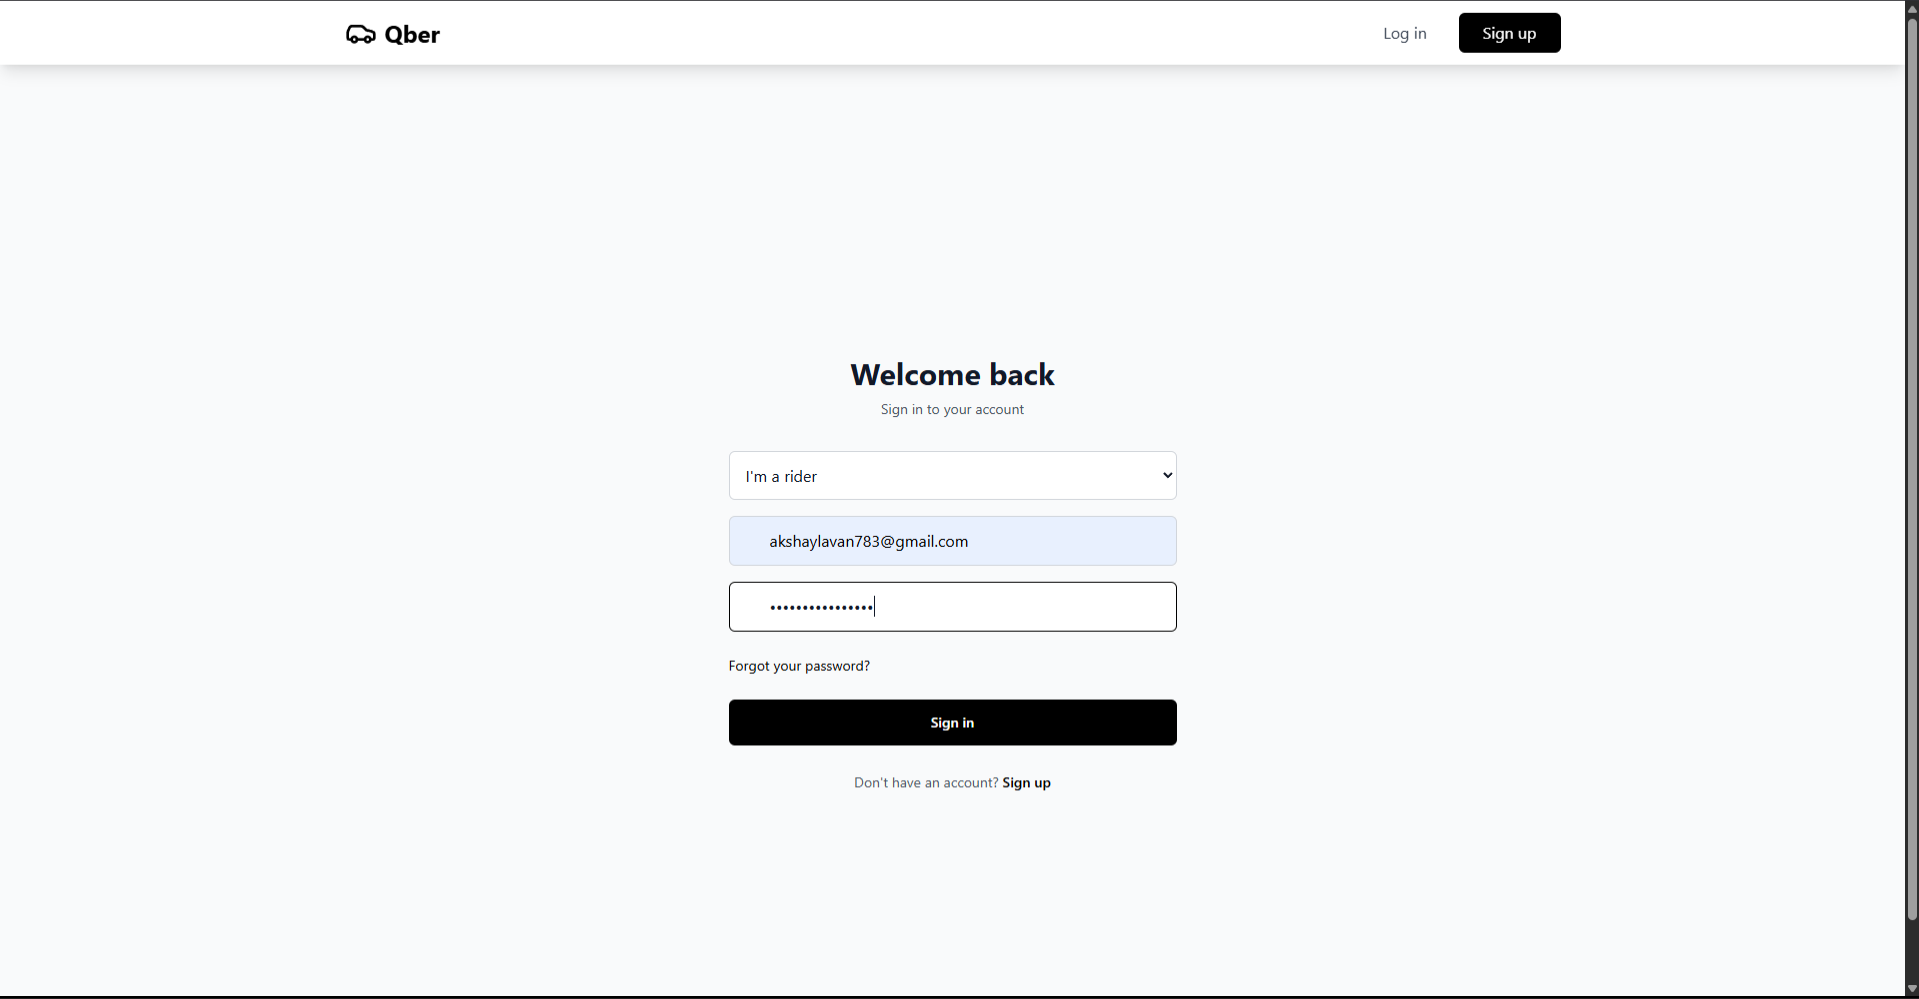 Qber
Log in
Sign up
Welcome back
Sign in to your account
I'm a rider
akshaylavan783@gmail.com
••••••••••••••••
Forgot your password?
Sign in
Don't have an account? Sign up